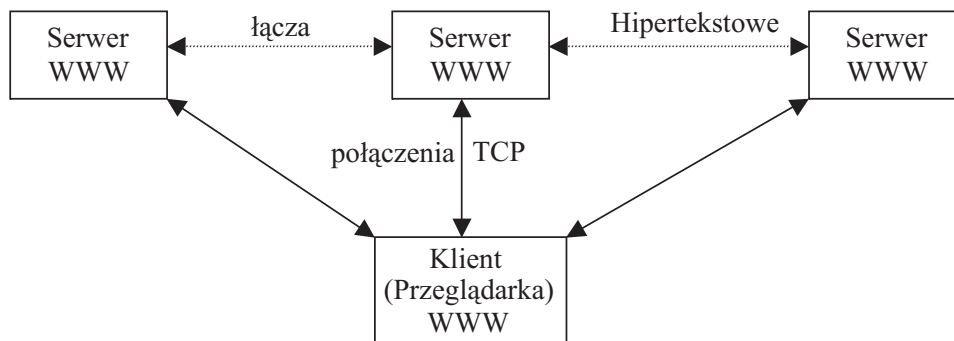 Serwer
WWW
łącza
Serwer
WWW
Hipertekstowe
Serwer
WWW
połączenia TCP
Klient
(Przeglądarka)
WWW